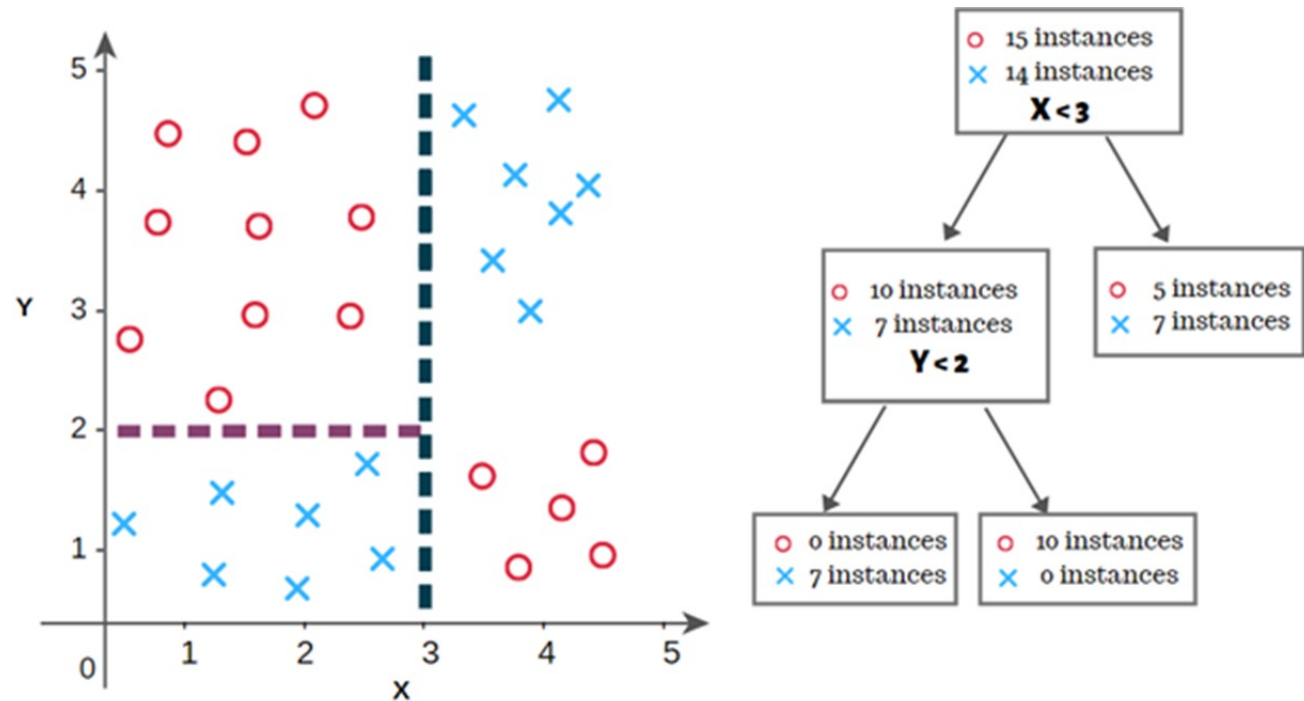 5
4
Y
3
2
1
0
1 2 3 4 5
X
15 instances
14 instances
X < 3
10 instances
7 instances
Y < 2
5 instances
7 instances
0 instances
7 instances
10 instances
0 instances